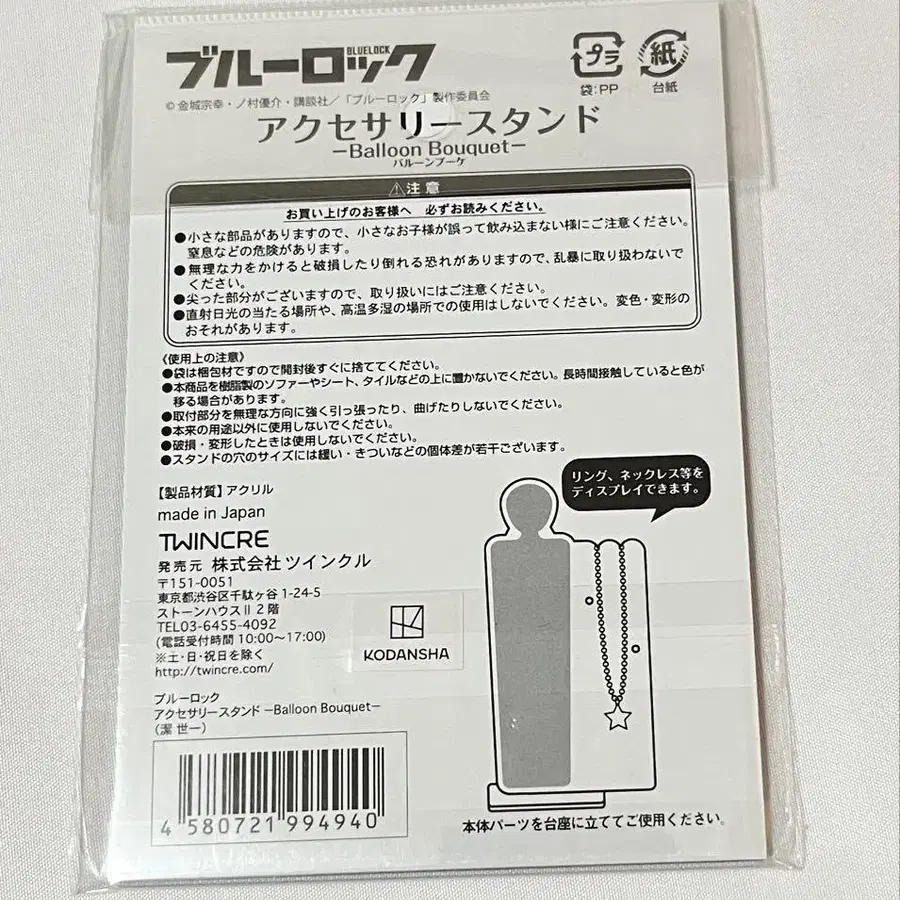 ブルーロック
BLUELOCK
プラ
袋:PP
紙
台紙
©金城宗幸・ノ村優介・講談社/「ブルーロック」製作委員会
アクセサリースタンド
−Balloon Bouquet−
バルーンブーケ
⚠注意
お買い上げのお客様へ 必ずお読みください。
●小さな部品がありますので、小さなお子様が誤って飲み込まない様にご注意ください。
窒息などの危険があります。
●無理な力をかけると破損したり倒れる恐れがありますので、乱暴に取り扱わないで
ください。
●尖った部分がございますので、取り扱いにはご注意ください。
●直射日光の当たる場所や、高温多湿の場所での使用はしないでください。変色・変形の
おそれがあります。
《使用上の注意》
●袋は梱包材ですので開封後すぐに捨ててください。
●本商品を樹脂製のソファーやシート、タイルなどの上に置かないでください。長時間接触していると色が
移る場合があります。
●取付部分を無理な方向に強く引っ張ったり、曲げたりしないでください。
●本来の用途以外に使用しないでください。
●破損・変形したときは使用しないでください。
●スタンドの穴のサイズには緩い・きついなどの個体差が若干ございます。
リング、ネックレス等を
ディスプレイできます。
【製品材質】アクリル
made in Japan
TWINCRE
発売元 株式会社ツインクル
〒151-0051
東京都渋谷区千駄ヶ谷1-24-5
ストーンハウスⅡ2階
TEL03-6455-4092
(電話受付時間 10:00〜17:00)
※土・日・祝日を除く
http://twincre.com/
KODANSHA
ブルーロック
アクセサリースタンド −Balloon Bouquet−
(潔 世一)
4 580721 994940
本体パーツを台座に立ててご使用ください。